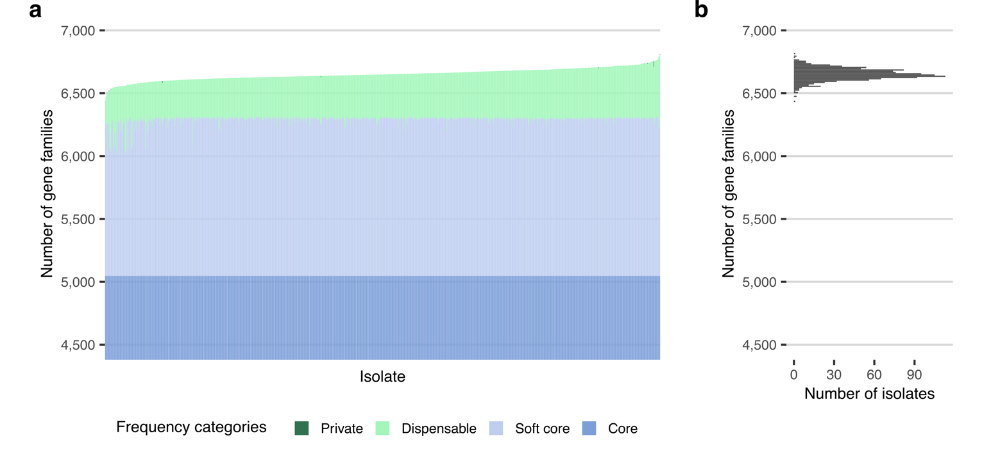 a
Number of gene families
7,000
6,500
6,000
5,500
5,000
4,500
Isolate
Frequency categories Private Dispensable Soft core Core
b
Number of gene families
7,000
6,500
6,000
5,500
5,000
4,500
0 30 60 90
Number of isolates